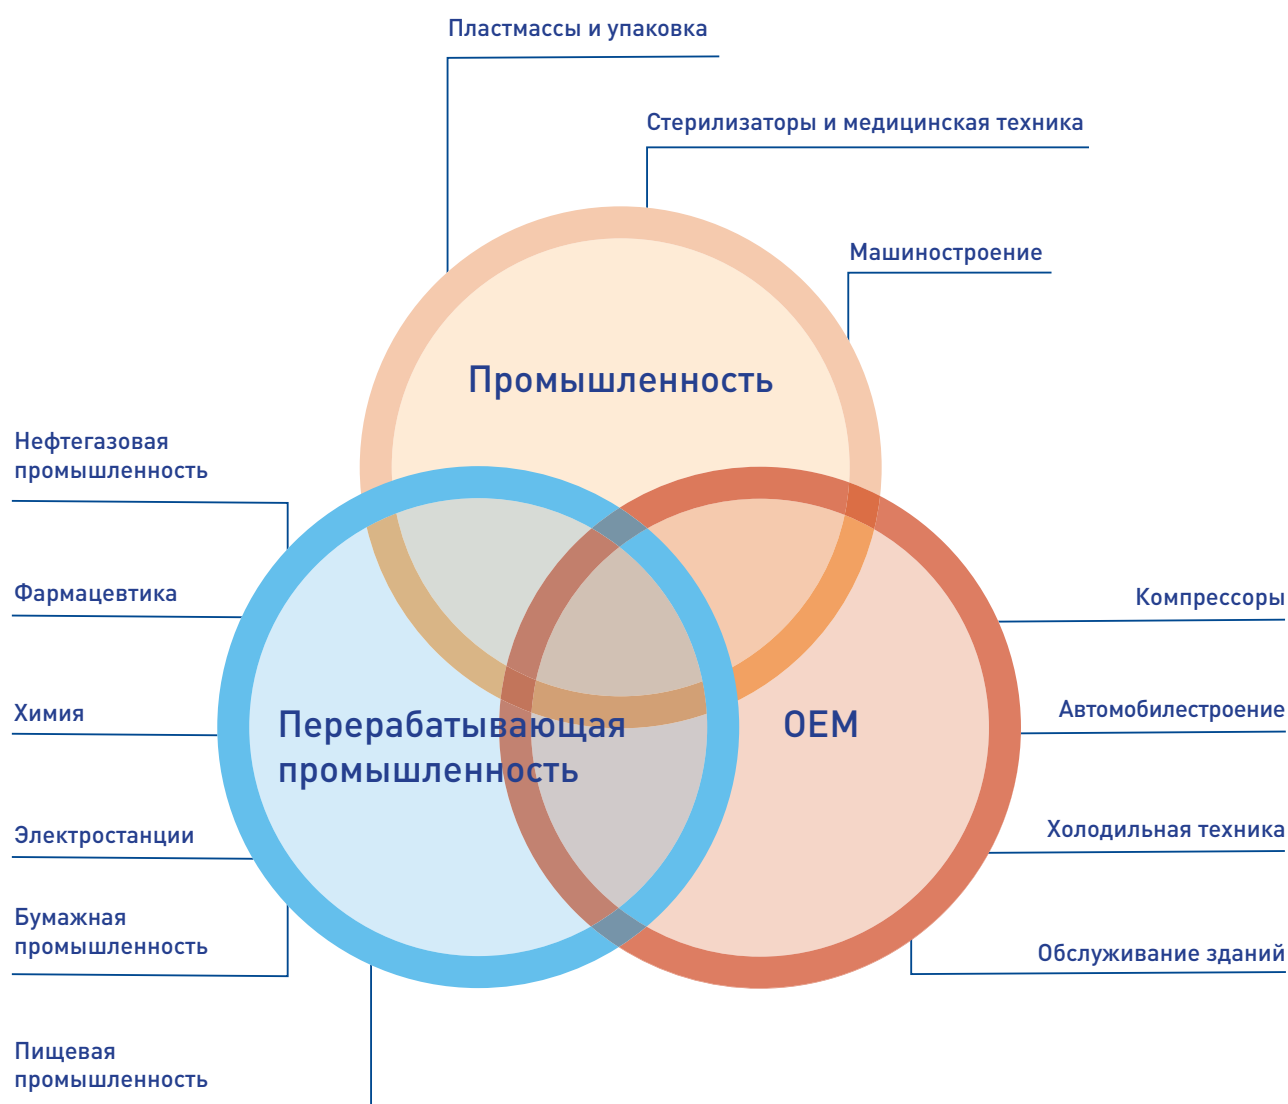 Пластмассы и упаковка
Стерилизаторы и медицинская техника
Машиностроение
Промышленность
Нефтегазовая
промышленность
Фармацевтика
Компрессоры
Химия
Перерабатывающая
промышленность
OEM
Автомобилестроение
Электростанции
Холодильная техника
Бумажная
промышленность
Обслуживание зданий
Пищевая
промышленность